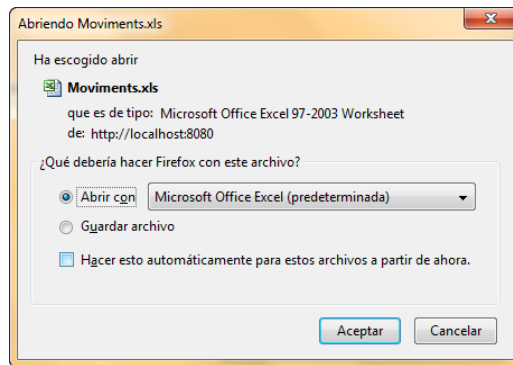 Abriendo Moviments.xls
Ha escogido abrir
Moviments.xls
que es de tipo: Microsoft Office Excel 97-2003 Worksheet
de: http://localhost:8080
¿Qué debería hacer Firefox con este archivo?
Abrir con Microsoft Office Excel (predeterminada)
Guardar archivo
Hacer esto automáticamente para estos archivos a partir de ahora.
Aceptar Cancelar